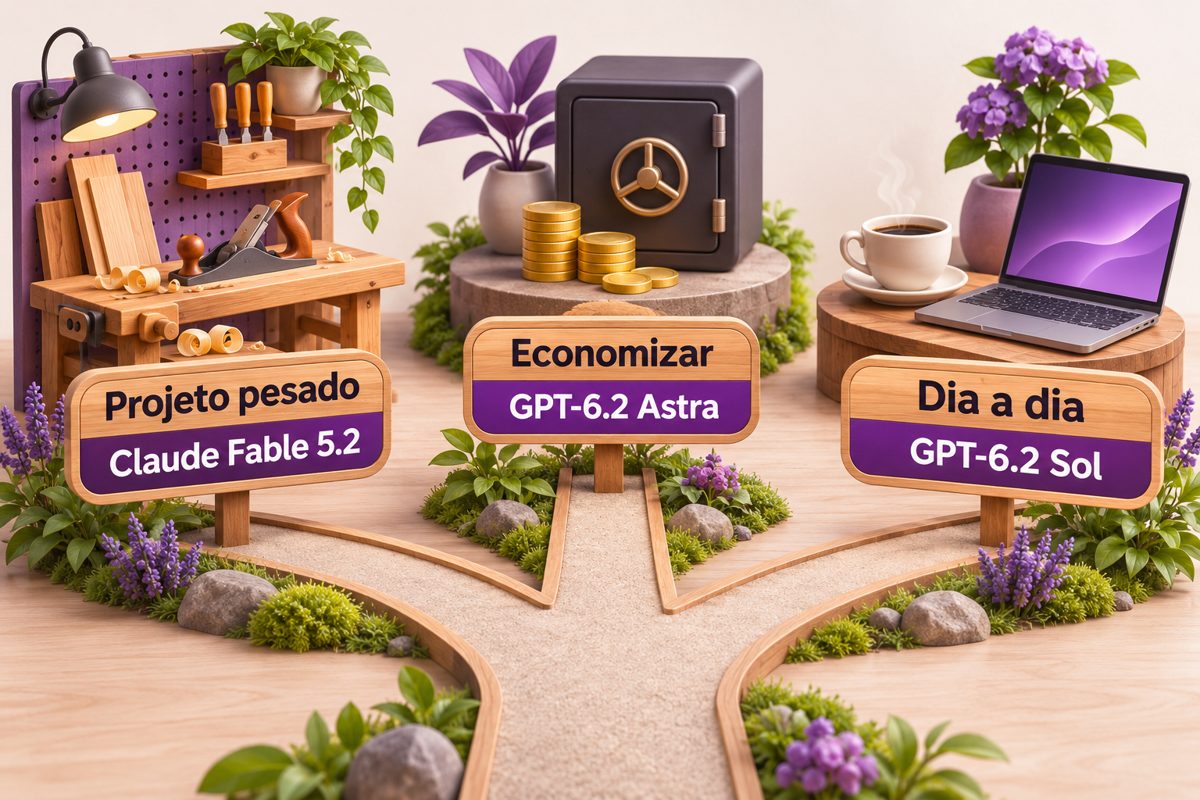 Projeto pesado
Claude Fable 5.2
Economizar
GPT-6.2 Astra
Dia a dia
GPT-6.2 Sol